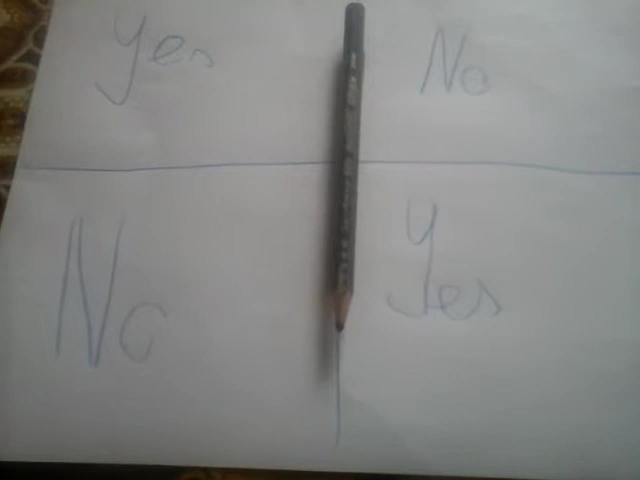 Yes No
No Yes